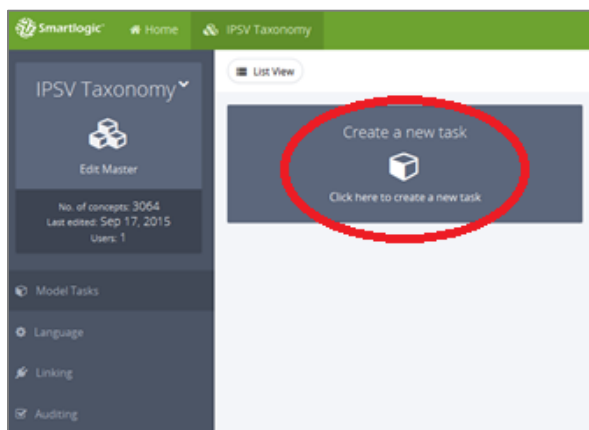 Smartlogic Home IPSV Taxonomy
IPSV Taxonomy
Edit Master
No. of concepts: 3064
Last edited: Sep 17, 2015
Users: 1
Model Tasks
Language
Linking
Auditing
List View
Create a new task
Click here to create a new task